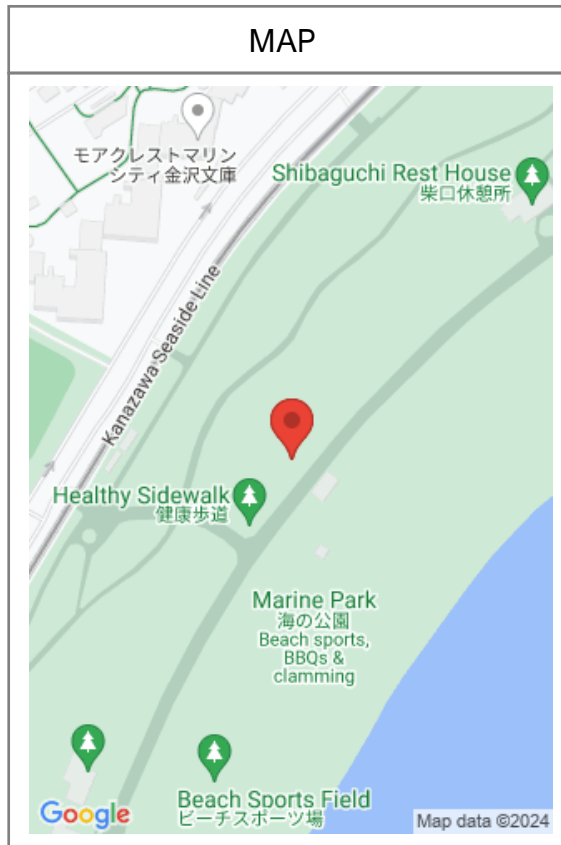 MAP
モアクレストマリン
シティ金沢文庫
Shibaguchi Rest House
柴口休憩所
Kanazawa Seaside Line
Healthy Sidewalk
健康歩道
Marine Park
海の公園
Beach sports,
BBQs &
clamming
Beach Sports Field
ビーチスポーツ場
Google
Map data ©2024